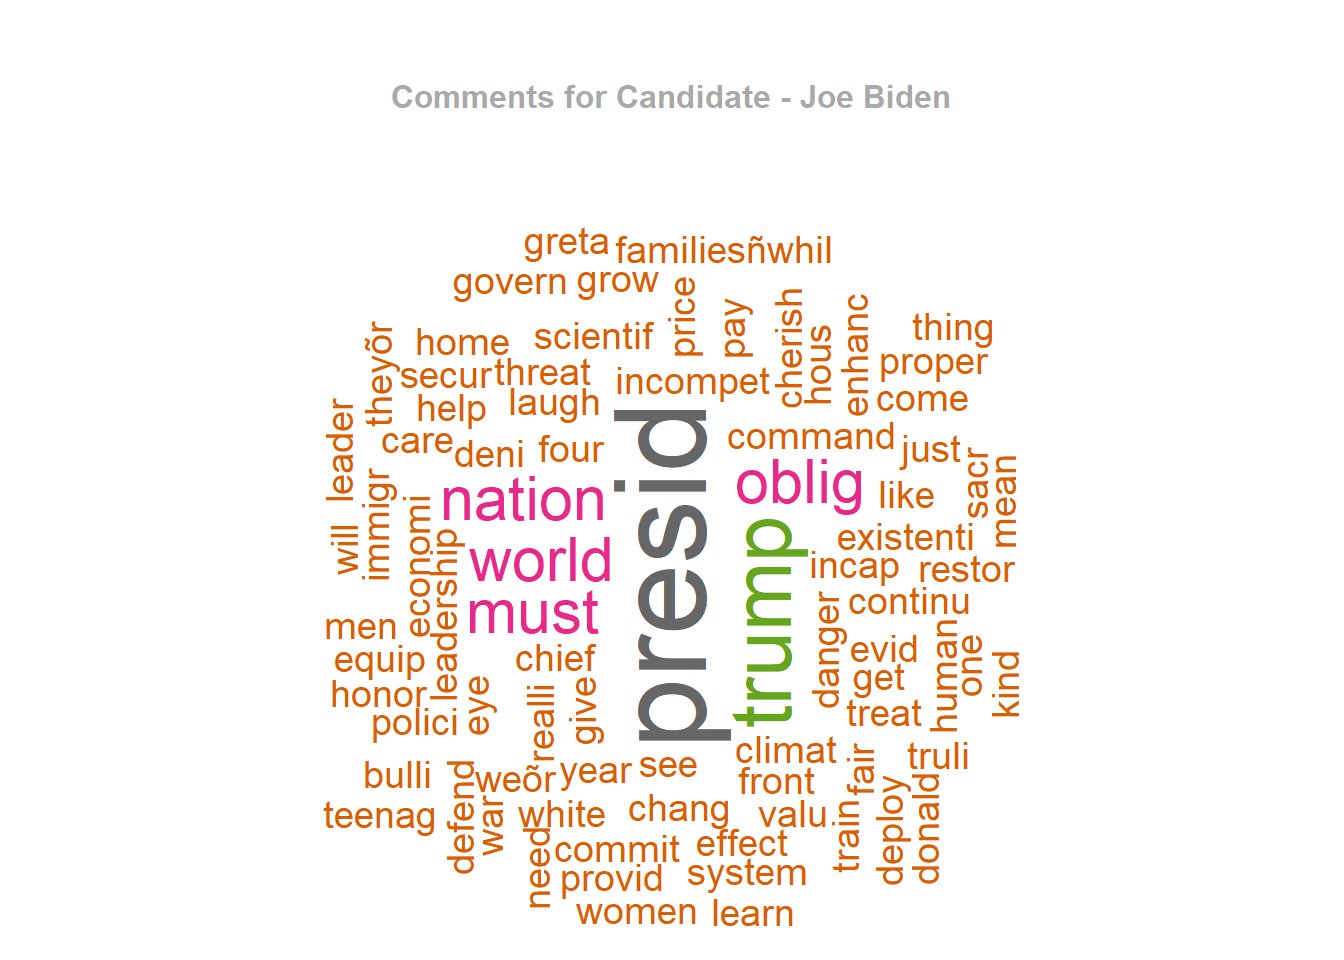 Comments for Candidate - Joe Biden
greta
familiesñwhil
govern
grow
price
pay
cherish
hous
enhanc
thing
theyõr
home
scientif
proper
secur
threat
incompet
come
help
laugh
leader
care
deni
four
presid
command
just
nation
oblig
like
sacr
mean
will
immigr
economi
leadership
world
trump
existenti
incap
restor
must
continu
men
danger
evid
human
one
kind
equip
chief
get
honor
eye
realli
give
treat
polici
climat
truli
bulli
weõr
year
see
front
fair
teenag
defend
war
white
chang
valu
train
deploy
donald
need
commit
effect
provid
system
women
learn